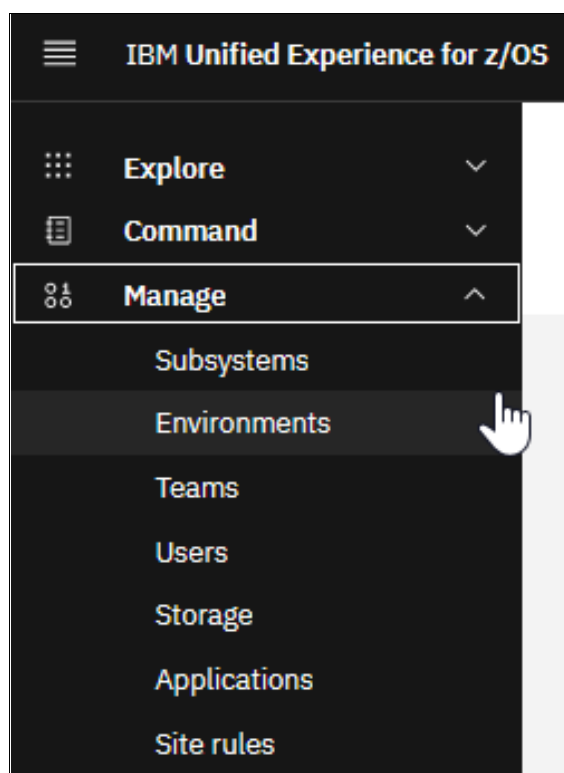 IBM Unified Experience for z/OS
Explore
Command
Manage
Subsystems
Environments
Teams
Users
Storage
Applications
Site rules